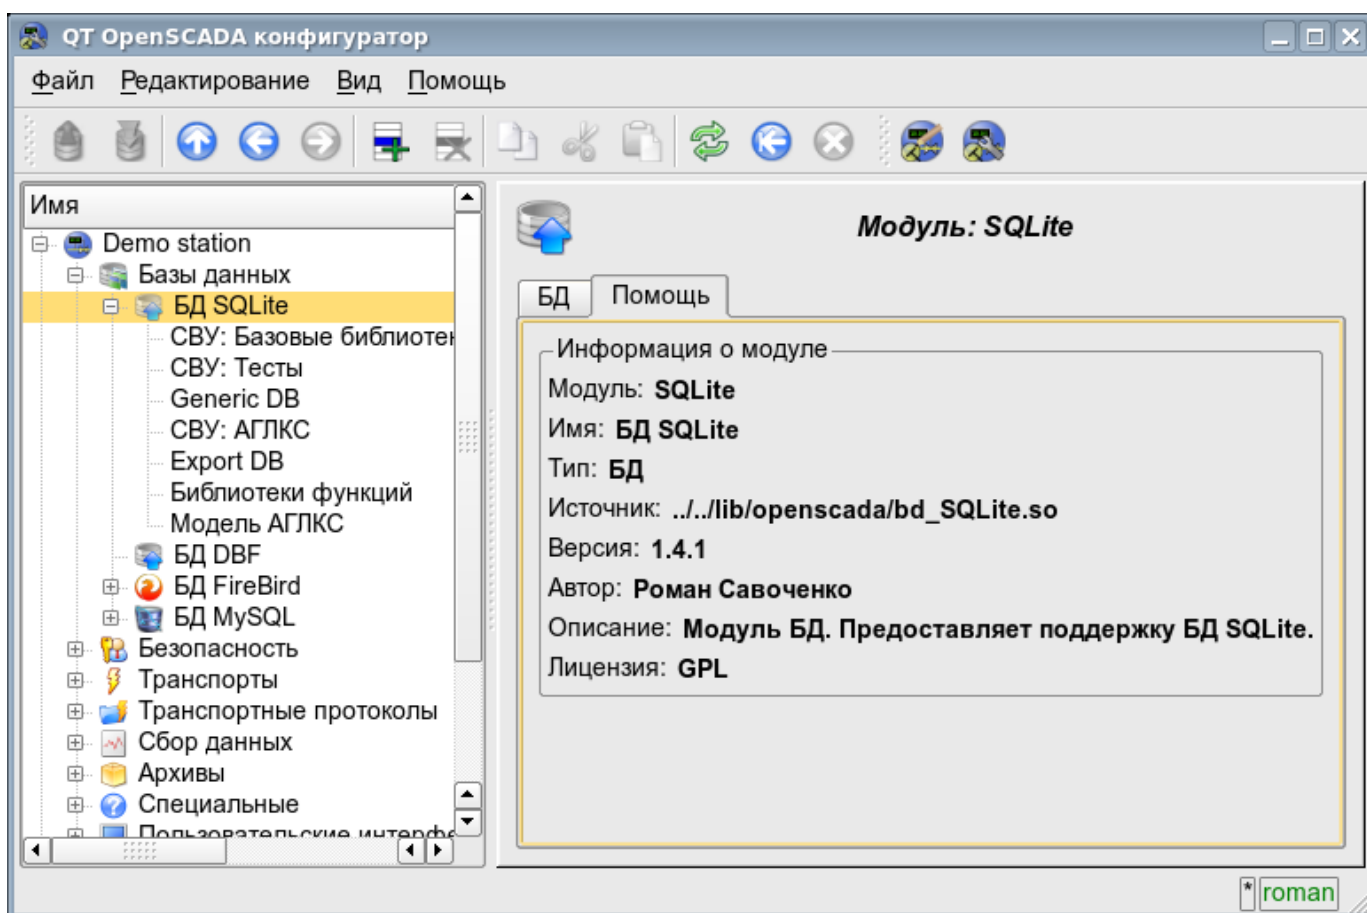 QT OpenSCADA конфигуратор
Файл Редактирование Вид Помощь
Имя
Demo station
Базы данных
БД SQLite
СВУ: Базовые библиотек
СВУ: Тесты
Generic DB
СВУ: АГЛКС
Export DB
Библиотеки функций
Модель АГЛКС
БД DBF
БД FireBird
БД MySQL
Безопасность
Транспорты
Транспортные протоколы
Сбор данных
Архивы
Специальные
Пользовательские интерфе
Модуль: SQLite
БД Помощь
Информация о модуле
Модуль: SQLite
Имя: БД SQLite
Тип: БД
Источник: ../../lib/openscada/bd_SQLite.so
Версия: 1.4.1
Автор: Роман Савоченко
Описание: Модуль БД. Предоставляет поддержку БД SQLite.
Лицензия: GPL
* roman